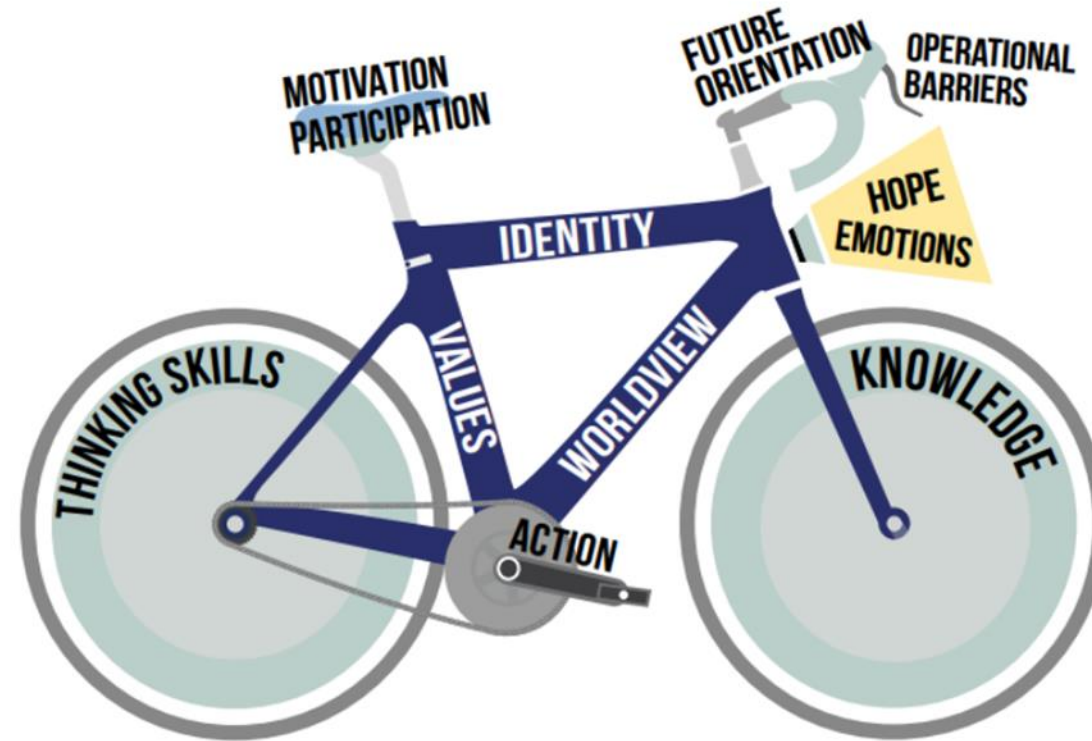 MOTIVATION
PARTICIPATION
FUTURE
ORIENTATION
OPERATIONAL
BARRIERS
HOPE
EMOTIONS
IDENTITY
VALUES
WORLDVIEW
THINKING SKILLS
KNOWLEDGE
ACTION